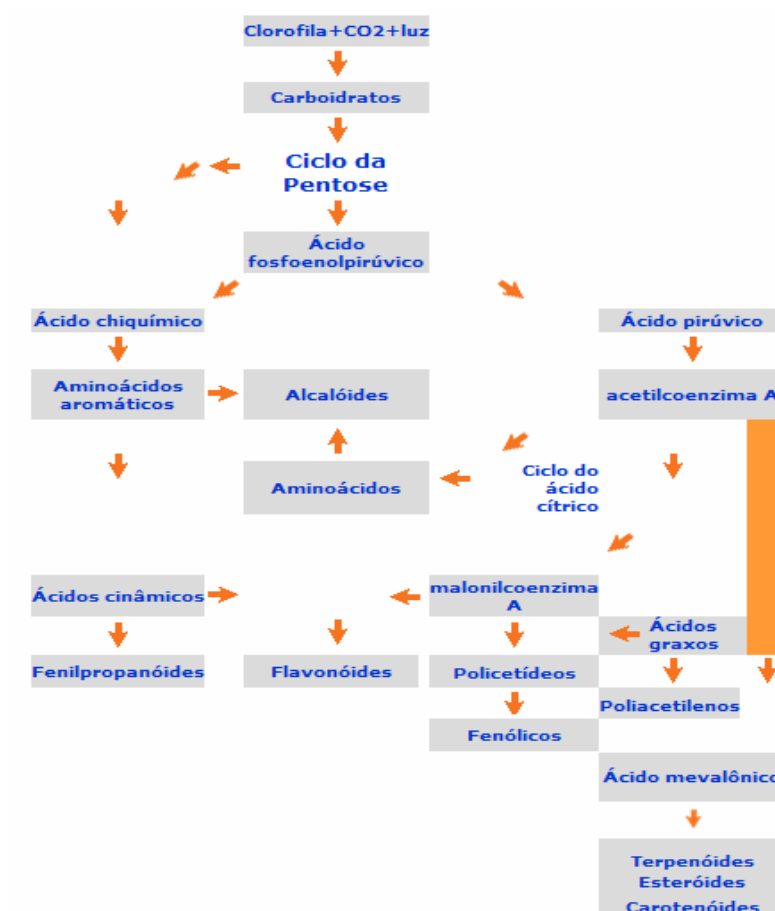 Clorofila+CO2+luz
Carboidratos
Ciclo da
Pentose
Ácido
fosfoenolpirúvico
Ácido chiquímico
Ácido pirúvico
Aminoácidos
aromáticos
Alcalóides
acetilcoenzima A
Aminoácidos
Ciclo do
ácido
cítrico
Ácidos cinâmicos
malonilcoenzima
A
Ácidos
graxos
Fenilpropanóides
Flavonóides
Policetídeos
Poliacetilenos
Fenólicos
Ácido mevalônico
Terpenóides
Esteróides
Carotenóides